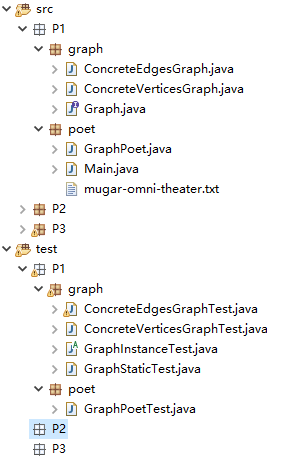 src
P1
graph
ConcreteEdgesGraph.java
ConcreteVerticesGraph.java
Graph.java
poet
GraphPoet.java
Main.java
mugar-omni-theater.txt
P2
P3
test
P1
graph
ConcreteEdgesGraphTest.java
ConcreteVerticesGraphTest.java
GraphInstanceTest.java
GraphStaticTest.java
poet
GraphPoetTest.java
P2
P3